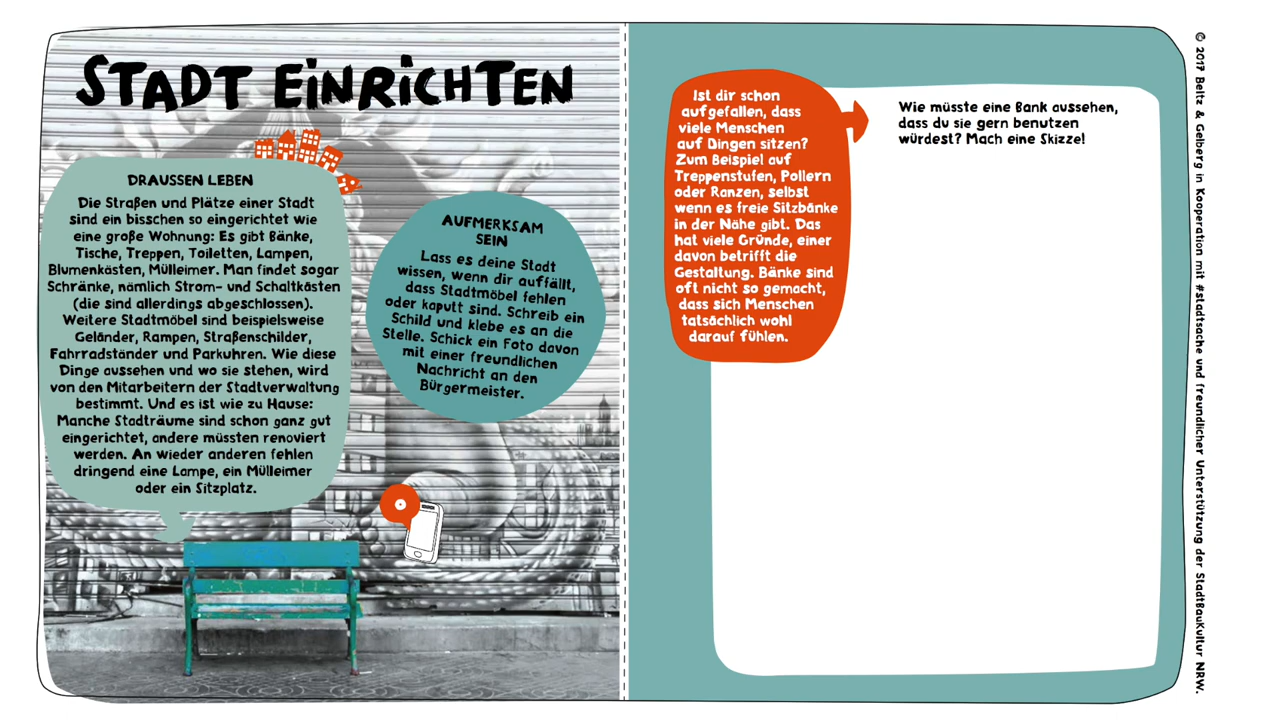 STADT EINRICHTEN
DRAUSSEN LEBEN
Die Straßen und Plätze einer Stadt
sind ein bisschen so eingerichtet wie
eine große Wohnung: Es gibt Bänke,
Tische, Treppen, Toiletten, Lampen,
Blumenkästen, Mülleimer. Man findet sogar
Schränke, nämlich Strom- und Schaltkästen
(die sind allerdings abgeschlossen).
Weitere Stadtmöbel sind beispielsweise
Geländer, Rampen, Straßenschilder,
Fahrradständer und Parkuhren. Wie diese
Dinge aussehen und wo sie stehen, wird
von den Mitarbeitern der Stadtverwaltung
bestimmt. Und es ist wie zu Hause:
Manche Stadträume sind schon ganz gut
eingerichtet, andere müssten renoviert
werden. An wieder anderen fehlen
dringend eine Lampe, ein Mülleimer
oder ein Sitzplatz.
AUFMERKSAM
SEIN
Lass es deine Stadt
wissen, wenn dir auffällt,
dass Stadtmöbel fehlen
oder kaputt sind. Schreib ein
Schild und klebe es an die
Stelle. Schick ein Foto davon
mit einer freundlichen
Nachricht an den
Bürgermeister.
Ist dir schon
aufgefallen, dass
viele Menschen
auf Dingen sitzen?
Zum Beispiel auf
Treppenstufen, Pollern
oder Ranzen, selbst
wenn es freie Sitzbänke
in der Nähe gibt. Das
hat viele Gründe, einer
davon betrifft die
Gestaltung. Bänke sind
oft nicht so gemacht,
dass sich Menschen
tatsächlich wohl
darauf fühlen.
Wie müsste eine Bank aussehen,
dass du sie gern benutzen
würdest? Mach eine Skizze!
© 2017 Beltz & Gelberg in Kooperation mit #stadtsache und freundlicher Unterstützung der StadtBauKultur NRW.